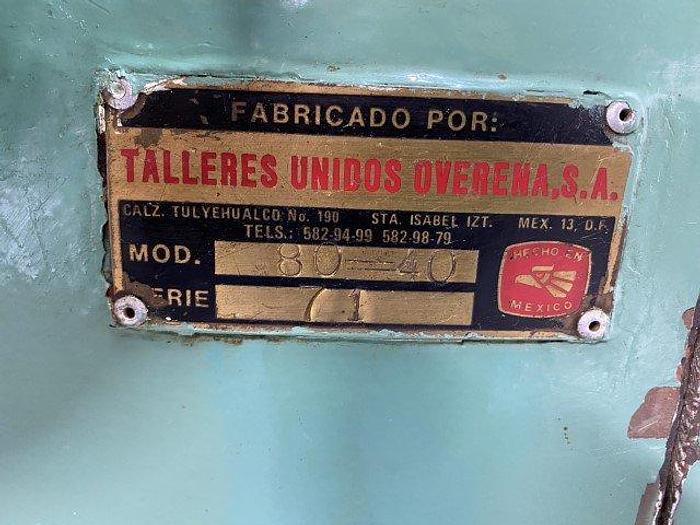 FABRICADO POR:
TALLERES UNIDOS OVERENA, S.A.
CALZ. TULYEHUALCO No. 190 STA. ISABEL IZT. MEX. 13, D.F.
TELS.: 582-94-99 582-98-79
MOD. 80-40
SERIE 71
HECHO EN
MEXICO